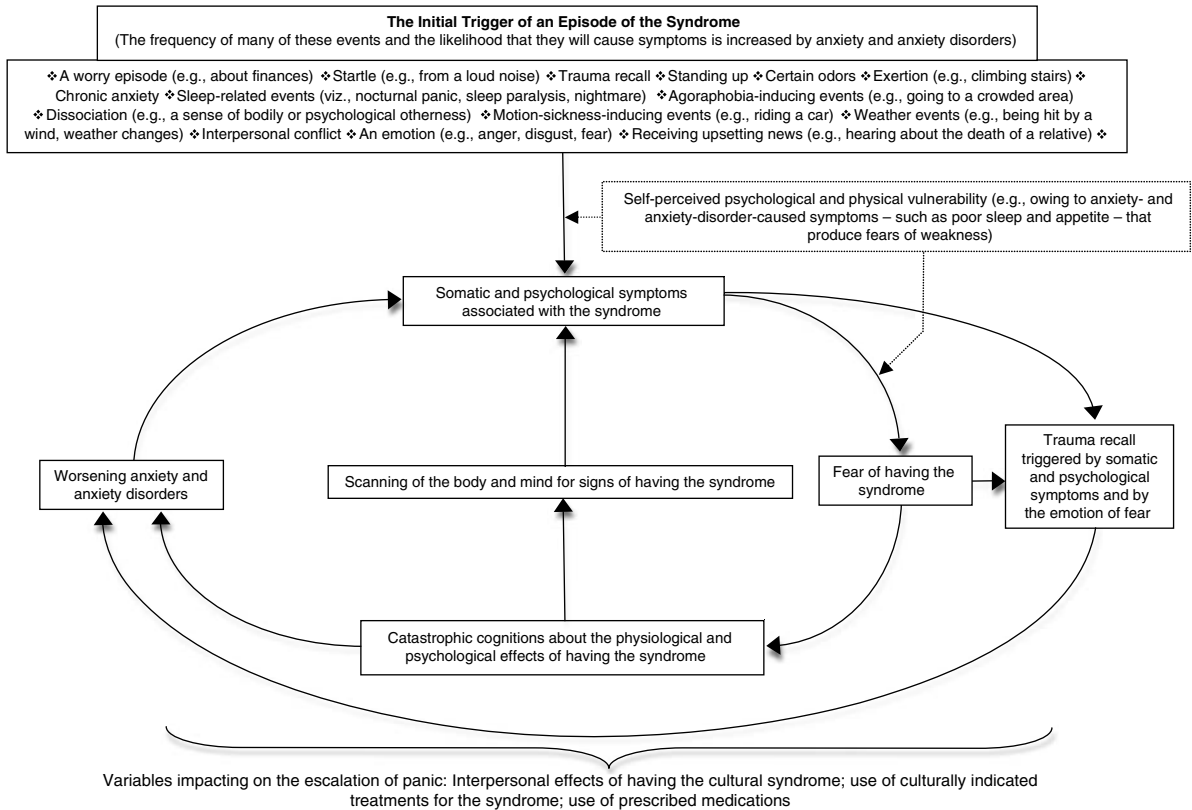 The Initial Trigger of an Episode of the Syndrome
(The frequency of many of these events and the likelihood that they will cause symptoms is increased by anxiety and anxiety disorders)
❖A worry episode (e.g., about finances) ❖Startle (e.g., from a loud noise) ❖Trauma recall ❖Standing up ❖Certain odors ❖Exertion (e.g., climbing stairs) ❖
Chronic anxiety ❖Sleep-related events (viz., nocturnal panic, sleep paralysis, nightmare) ❖Agoraphobia-inducing events (e.g., going to a crowded area)
❖Dissociation (e.g., a sense of bodily or psychological otherness) ❖Motion-sickness-inducing events (e.g., riding a car) ❖Weather events (e.g., being hit by a
wind, weather changes) ❖Interpersonal conflict ❖An emotion (e.g., anger, disgust, fear) ❖Receiving upsetting news (e.g., hearing about the death of a relative) ❖
Self-perceived psychological and physical vulnerability (e.g., owing to anxiety- and
anxiety-disorder-caused symptoms – such as poor sleep and appetite – that
produce fears of weakness)
Somatic and psychological symptoms
associated with the syndrome
Worsening anxiety and
anxiety disorders
Scanning of the body and mind for signs of having the syndrome
Fear of having the
syndrome
Trauma recall
triggered by somatic
and psychological
symptoms and by
the emotion of fear
Catastrophic cognitions about the physiological and
psychological effects of having the syndrome
Variables impacting on the escalation of panic: Interpersonal effects of having the cultural syndrome; use of culturally indicated
treatments for the syndrome; use of prescribed medications